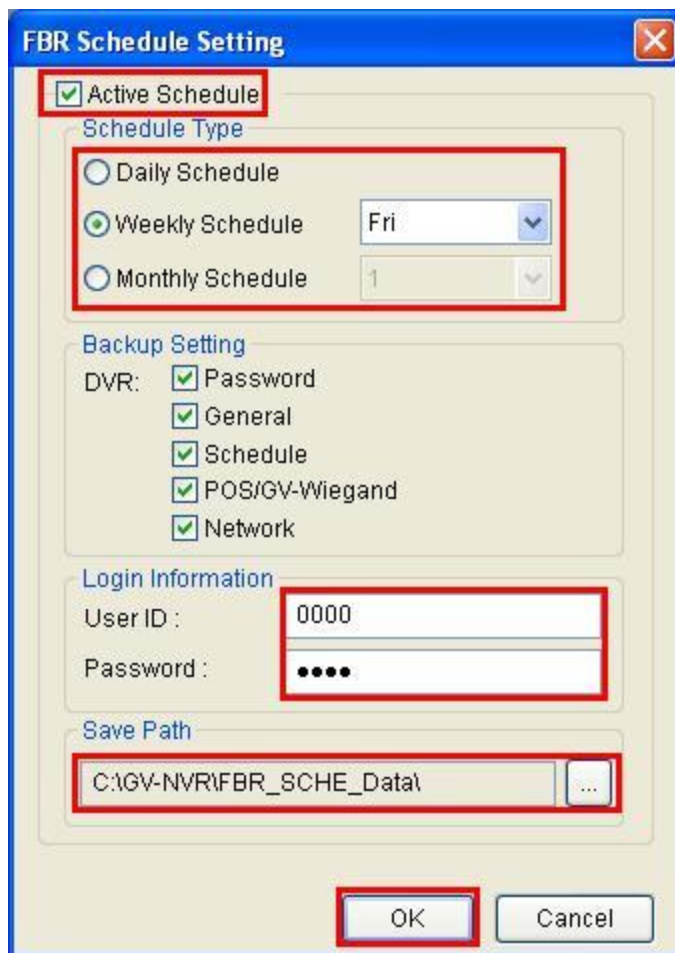 FBR Schedule Setting
Active Schedule
Schedule Type
Daily Schedule
Weekly Schedule Fri
Monthly Schedule 1
Backup Setting
DVR: Password
General
Schedule
POS/GV-Wiegand
Network
Login Information
User ID : 0000
Password : ●●●●
Save Path
C:\GV-NVR\FBR_SCHE_Data\ ...
OK Cancel